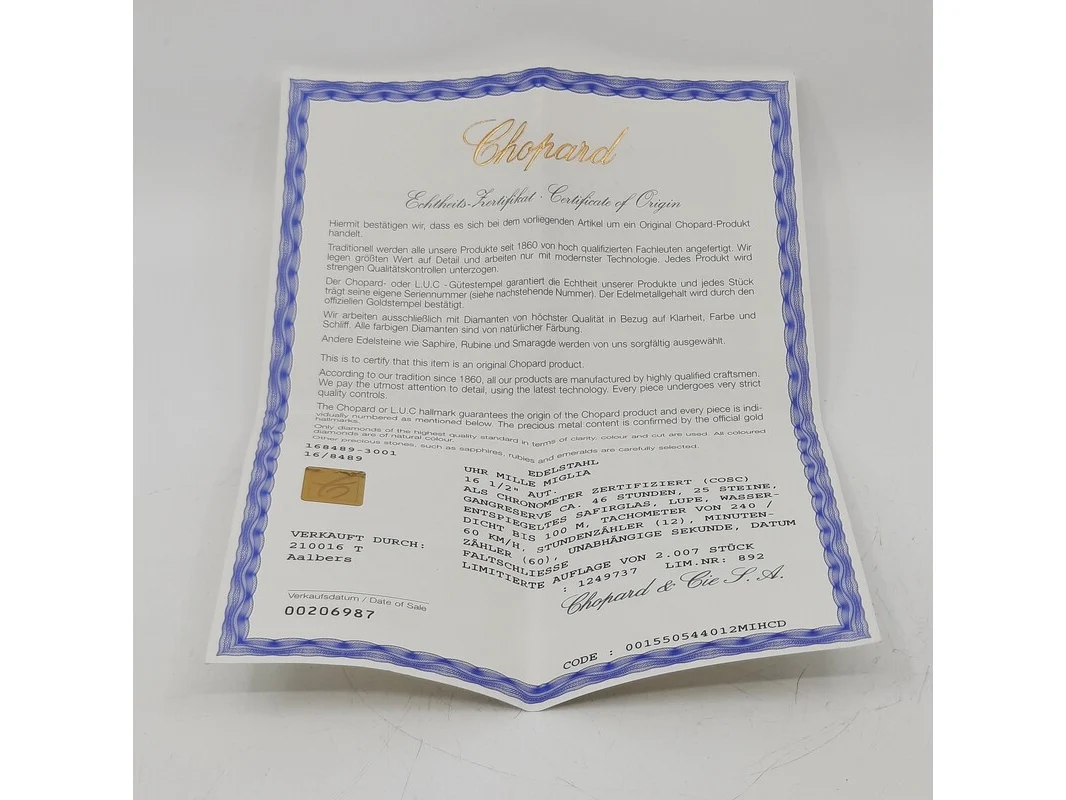 Chopard
Echtheits-Zertifikat · Certificate of Origin
Hiermit bestätigen wir, dass es sich bei dem vorliegenden Artikel um ein Original Chopard-Produkt
handelt.
Traditionell werden alle unsere Produkte seit 1860 von hoch qualifizierten Fachleuten angefertigt. Wir
legen größten Wert auf Detail und arbeiten nur mit modernster Technologie. Jedes Produkt wird
strengen Qualitätskontrollen unterzogen.
Der Chopard- oder L.U.C - Gütestempel garantiert die Echtheit unserer Produkte und jedes Stück
trägt seine eigene Seriennummer (siehe nachstehende Nummer). Der Edelmetallgehalt wird durch den
offiziellen Goldstempel bestätigt.
Wir arbeiten ausschließlich mit Diamanten von höchster Qualität in Bezug auf Klarheit, Farbe und
Schliff. Alle farbigen Diamanten sind von natürlicher Färbung.
Andere Edelsteine wie Saphire, Rubine und Smaragde werden von uns sorgfältig ausgewählt.
This is to certify that this item is an original Chopard product.
According to our tradition since 1860, all our products are manufactured by highly qualified craftsmen.
We pay the utmost attention to detail, using the latest technology. Every piece undergoes very strict
quality controls.
The Chopard or L.U.C hallmark guarantees the origin of the Chopard product and every piece is indi-
vidually numbered as mentioned below. The precious metal content is confirmed by the official gold
hallmarks.
Only diamonds of the highest quality standard in terms of clarity, colour and cut are used. All coloured
diamonds are of natural colour.
Other precious stones, such as sapphires, rubies and emeralds are carefully selected.
168489-3001
16/8489
EDELSTAHL
UHR MILLE MIGLIA
16 1/2" AUT.
ALS CHRONOMETER ZERTIFIZIERT (COSC)
GANGRESERVE CA. 46 STUNDEN, 25 STEINE,
ENTSPIEGELTES SAFIRGLAS, LUPE, WASSER-
DICHT BIS 100 M, TACHOMETER VON 240 /
60 KM/H, STUNDENZÄHLER (12), MINUTEN-
ZÄHLER (60), UNABHÄNGIGE SEKUNDE, DATUM
FALTSCHLIESSE
LIMITIERTE AUFLAGE VON 2.007 STÜCK
: 1249737 LIM.NR: 892
VERKAUFT DURCH:
210016 T
Aalbers
Chopard & Cie S.A.
Verkaufsdatum / Date of Sale
00206987
CODE : 001550544012MIHCD